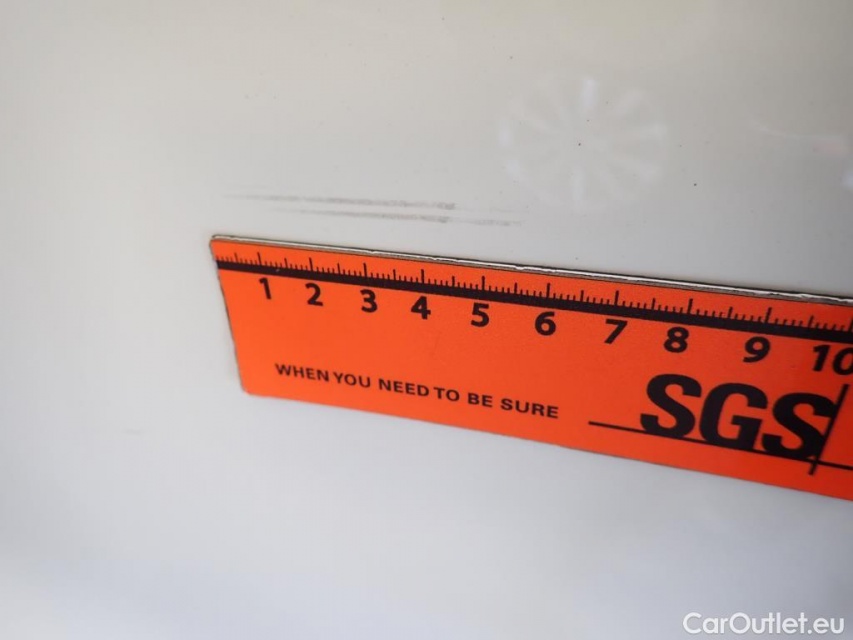 1 2 3 4 5 6 7 8 9 10
WHEN YOU NEED TO BE SURE
SGS
CarOutlet.eu